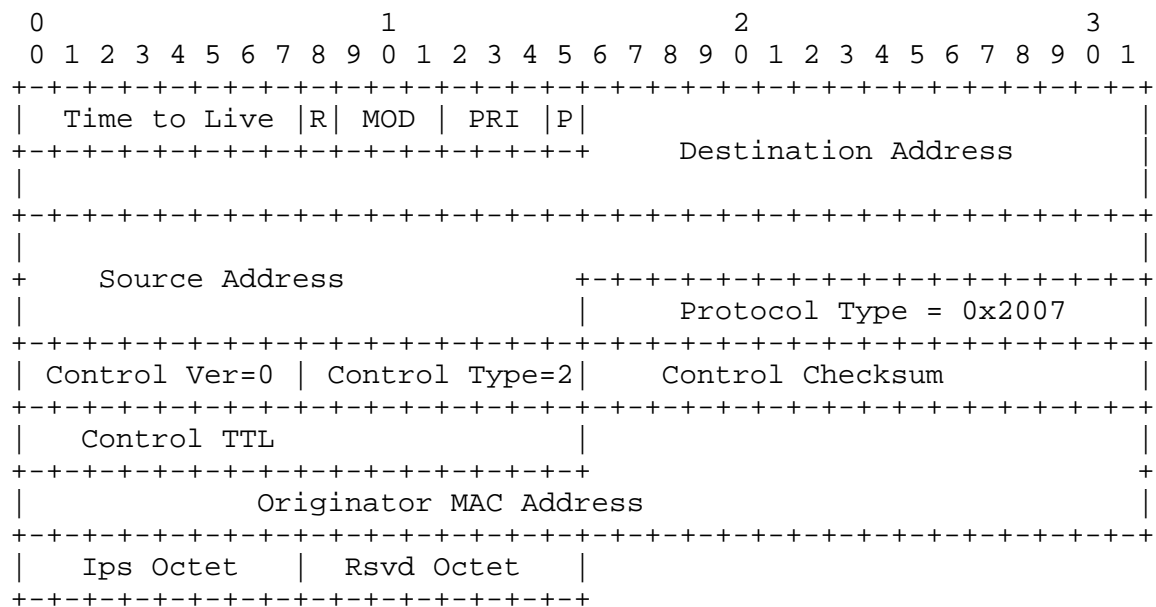 0                   1                   2                   3
0 1 2 3 4 5 6 7 8 9 0 1 2 3 4 5 6 7 8 9 0 1 2 3 4 5 6 7 8 9 0 1
+-+-+-+-+-+-+-+-+-+-+-+-+-+-+-+-+-+-+-+-+-+-+-+-+-+-+-+-+-+-+-+-+
|  Time to Live |R| MOD | PRI |P|                               |
+-+-+-+-+-+-+-+-+-+-+-+-+-+-+-+-+     Destination Address       |
|                                                               |
+-+-+-+-+-+-+-+-+-+-+-+-+-+-+-+-+-+-+-+-+-+-+-+-+-+-+-+-+-+-+-+-+
|                                                               |
+    Source Address             +-+-+-+-+-+-+-+-+-+-+-+-+-+-+-+-+
|                               |     Protocol Type = 0x2007    |
+-+-+-+-+-+-+-+-+-+-+-+-+-+-+-+-+-+-+-+-+-+-+-+-+-+-+-+-+-+-+-+-+
| Control Ver=0 | Control Type=2|    Control Checksum           |
+-+-+-+-+-+-+-+-+-+-+-+-+-+-+-+-+-+-+-+-+-+-+-+-+-+-+-+-+-+-+-+-+
|   Control TTL                 |                               |
+-+-+-+-+-+-+-+-+-+-+-+-+-+-+-+-+                               +
|             Originator MAC Address                            |
+-+-+-+-+-+-+-+-+-+-+-+-+-+-+-+-+-+-+-+-+-+-+-+-+-+-+-+-+-+-+-+-+
|   Ips Octet   |  Rsvd Octet   |
+-+-+-+-+-+-+-+-+-+-+-+-+-+-+-+-+